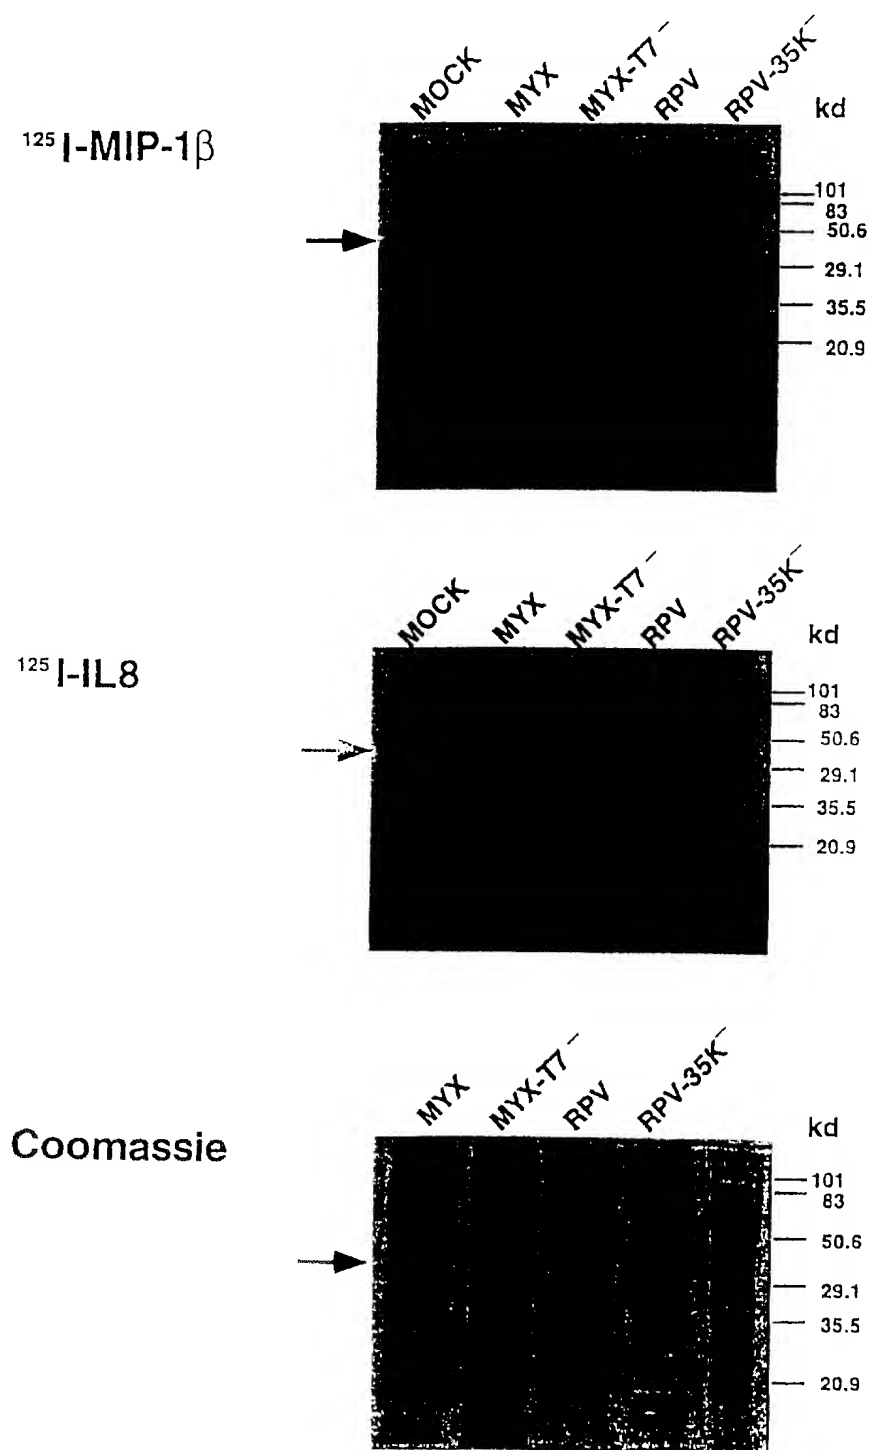 MOCK MYX MYX-T7⁻ RPV RPV-35K⁻
kd
¹²⁵I-MIP-1β
101
83
50.6
29.1
35.5
20.9
MOCK MYX MYX-T7⁻ RPV RPV-35K⁻
kd
¹²⁵I-IL8
101
83
50.6
29.1
35.5
20.9
MYX MYX-T7⁻ RPV RPV-35K⁻
kd
Coomassie
101
83
50.6
29.1
35.5
20.9